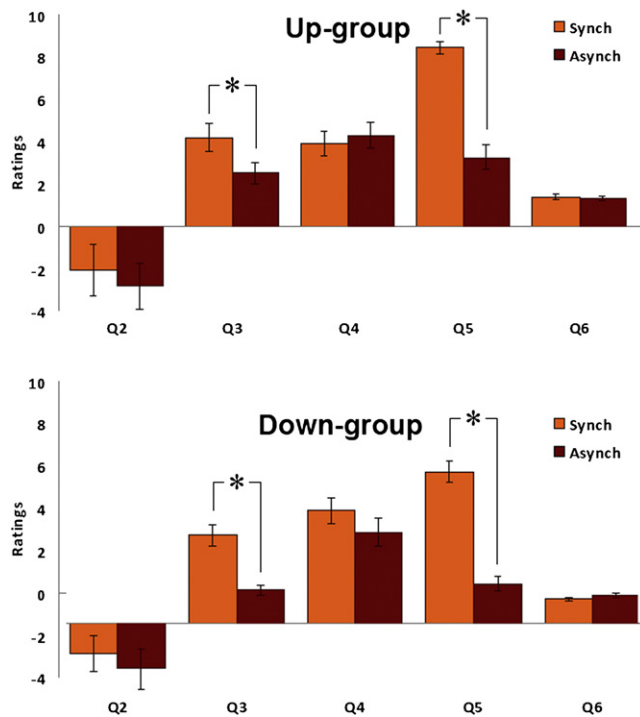 10
Up-group
Synch
Asynch
8
*
*
6
Ratings
4
2
0
-2
-4
Q2 Q3 Q4 Q5 Q6
10
Down-group
Synch
Asynch
8
*
*
6
Ratings
4
2
0
-2
-4
Q2 Q3 Q4 Q5 Q6